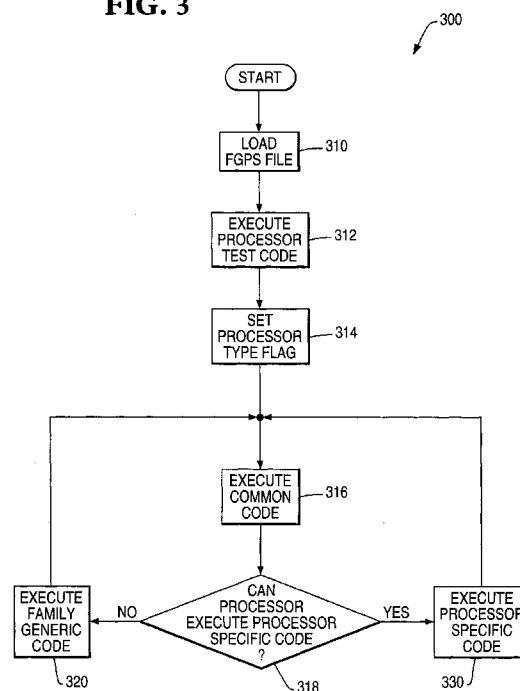 FIG. 3
300
START
LOAD
FGPS FILE
310
EXECUTE
PROCESSOR
TEST CODE
312
SET
PROCESSOR
TYPE FLAG
314
EXECUTE
COMMON
CODE
316
CAN
PROCESSOR
EXECUTE PROCESSOR
SPECIFIC CODE
?
318
NO
YES
EXECUTE
FAMILY
GENERIC
CODE
320
EXECUTE
PROCESSOR
SPECIFIC
CODE
330